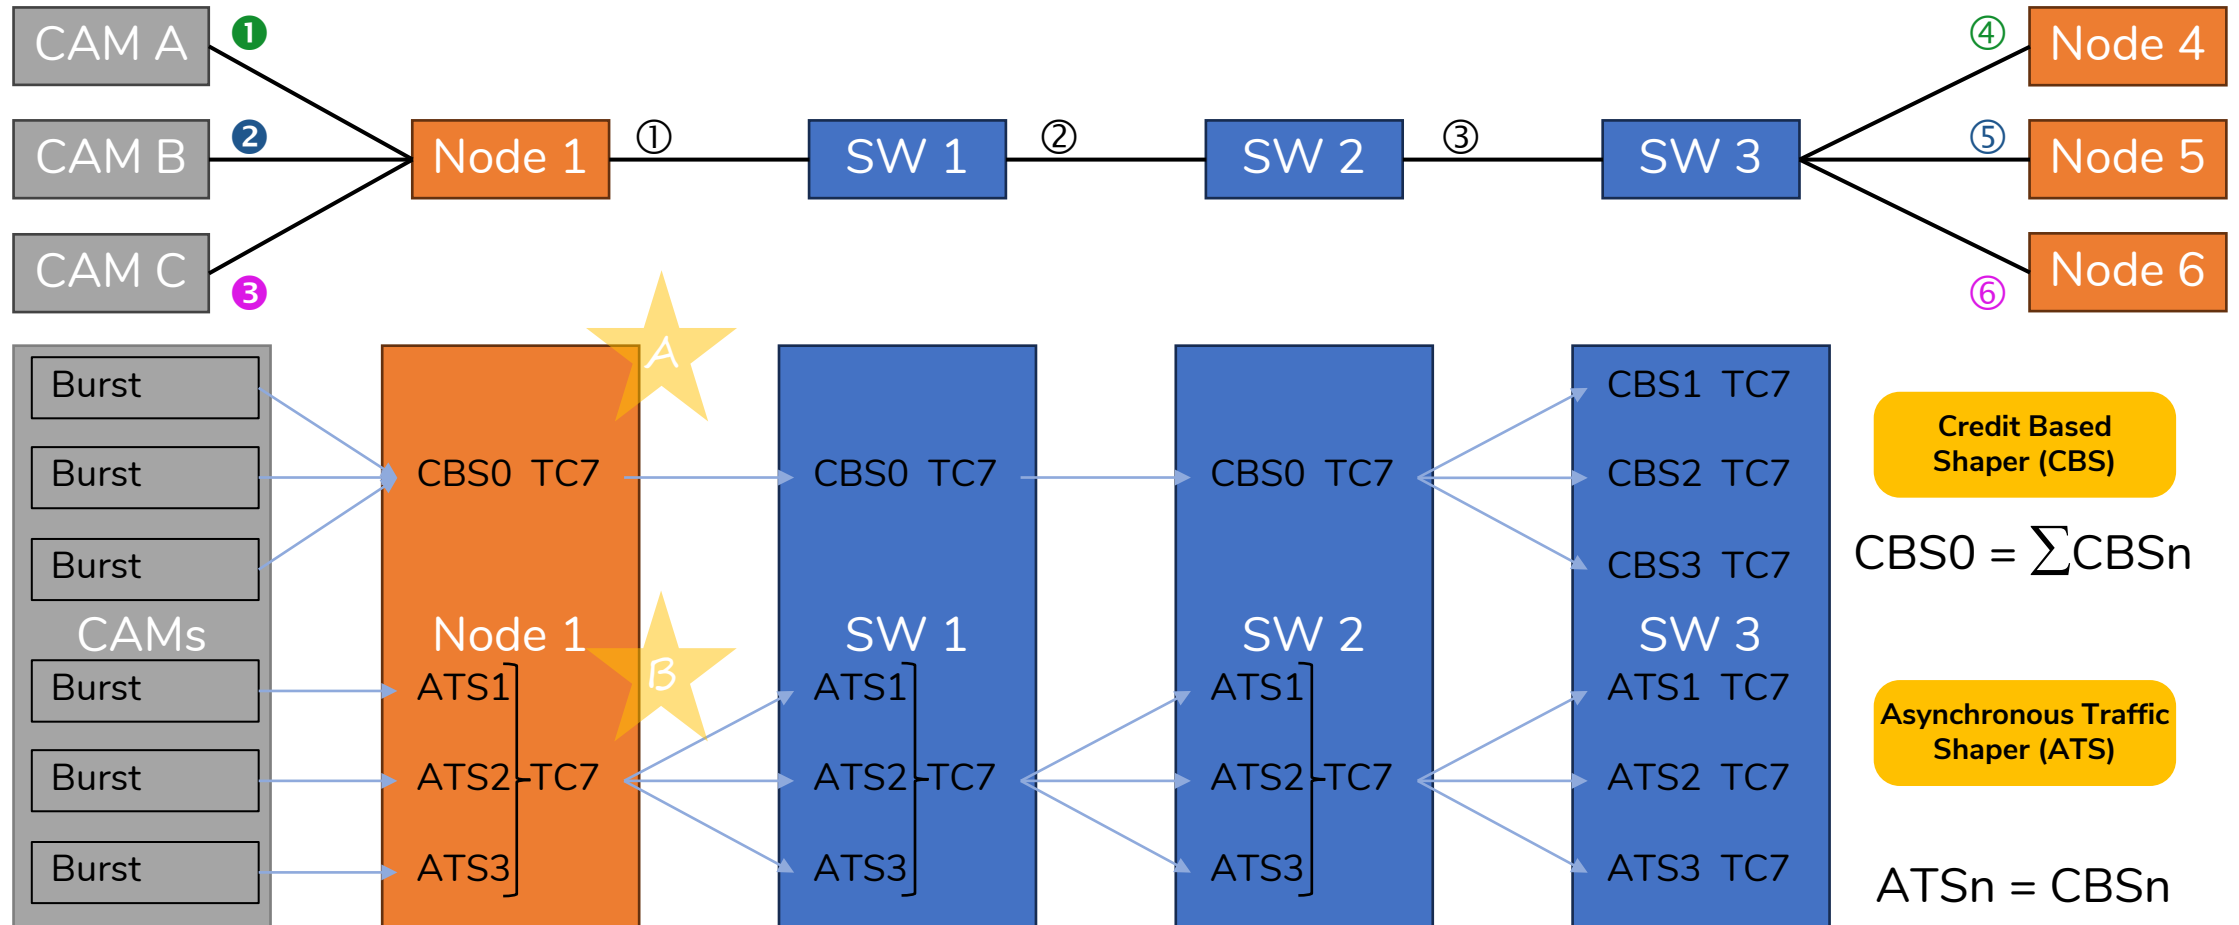 CAM A ❶ ④ Node 4
CAM B ❷ Node 1 ① SW 1 ② SW 2 ③ SW 3 ⑤ Node 5
CAM C ❸ ⑥ Node 6
A
B
Burst
Burst
Burst
CAMs
Burst
Burst
Burst
CBS0 TC7
Node 1
ATS1
ATS2 TC7
ATS3
CBS0 TC7
SW 1
ATS1
ATS2 TC7
ATS3
CBS0 TC7
SW 2
ATS1
ATS2 TC7
ATS3
CBS1 TC7
CBS2 TC7
CBS3 TC7
SW 3
ATS1 TC7
ATS2 TC7
ATS3 TC7
Credit Based
Shaper (CBS)
CBS0 = ∑CBSn
Asynchronous Traffic
Shaper (ATS)
ATSn = CBSn